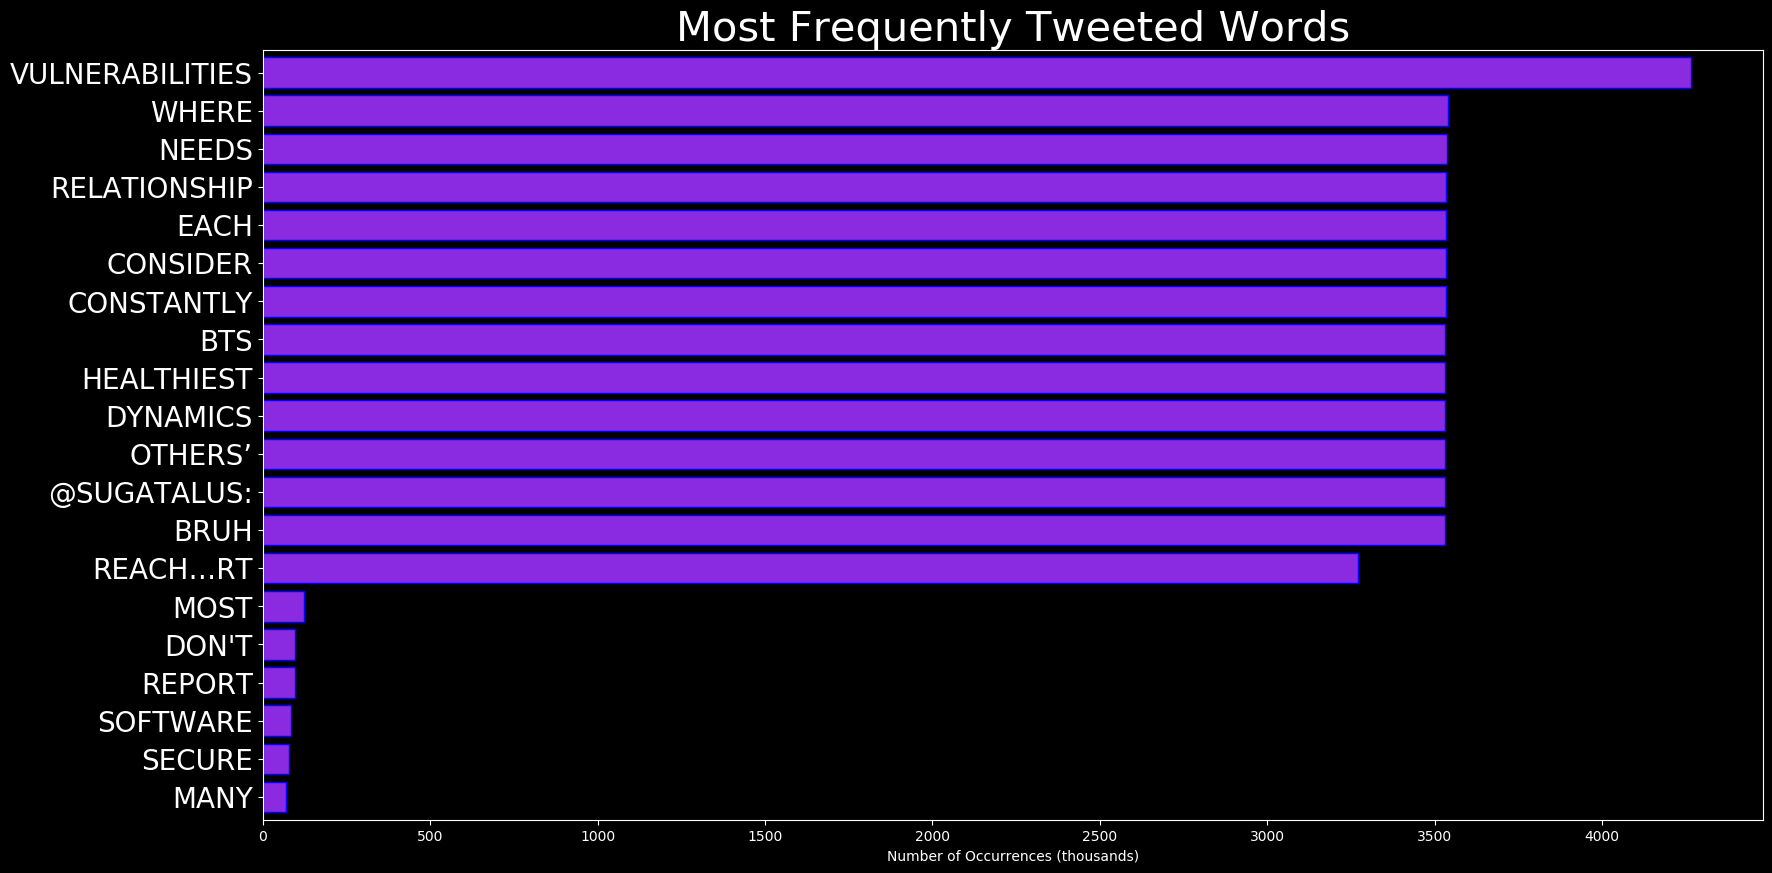 Most Frequently Tweeted Words
VULNERABILITIES
WHERE
NEEDS
RELATIONSHIP
EACH
CONSIDER
CONSTANTLY
BTS
HEALTHIEST
DYNAMICS
OTHERS’
@SUGATALUS:
BRUH
REACH…RT
MOST
DON'T
REPORT
SOFTWARE
SECURE
MANY
0 500 1000 1500 2000 2500 3000 3500 4000
Number of Occurrences (thousands)